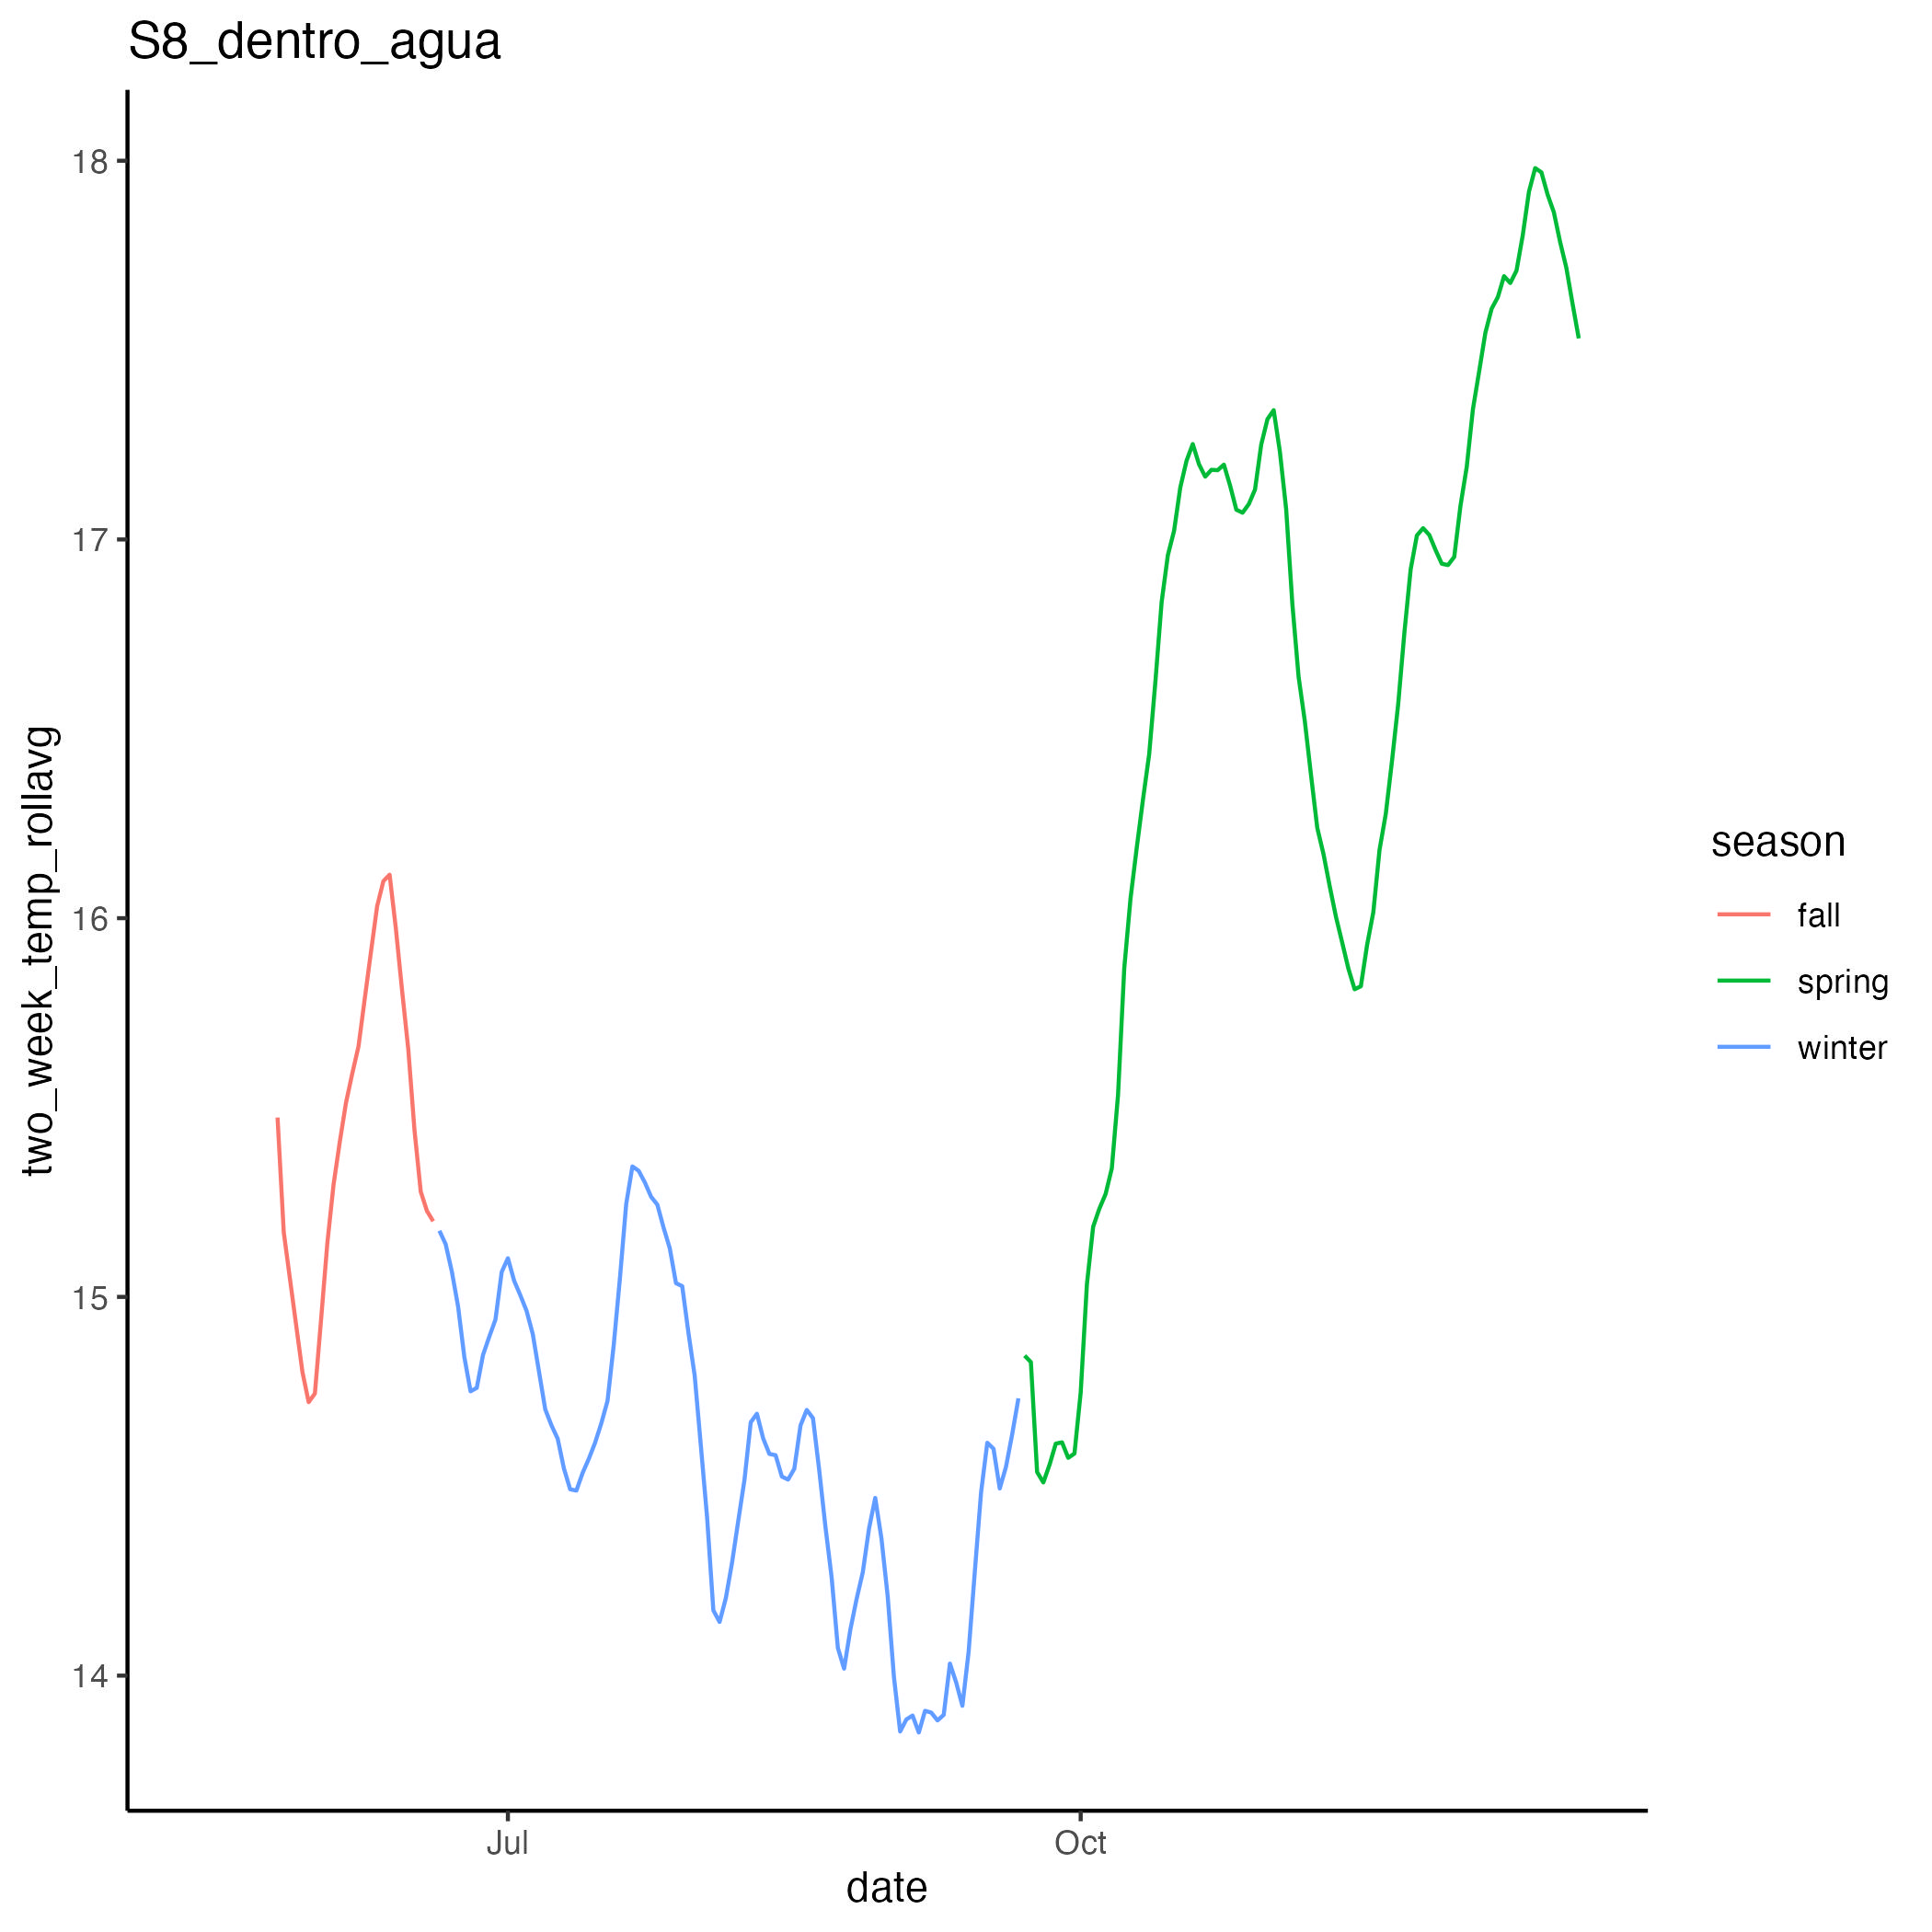 S8_dentro_agua
two_week_temp_rollavg
18
17
16
15
14
Jul
Oct
date
season
fall
spring
winter